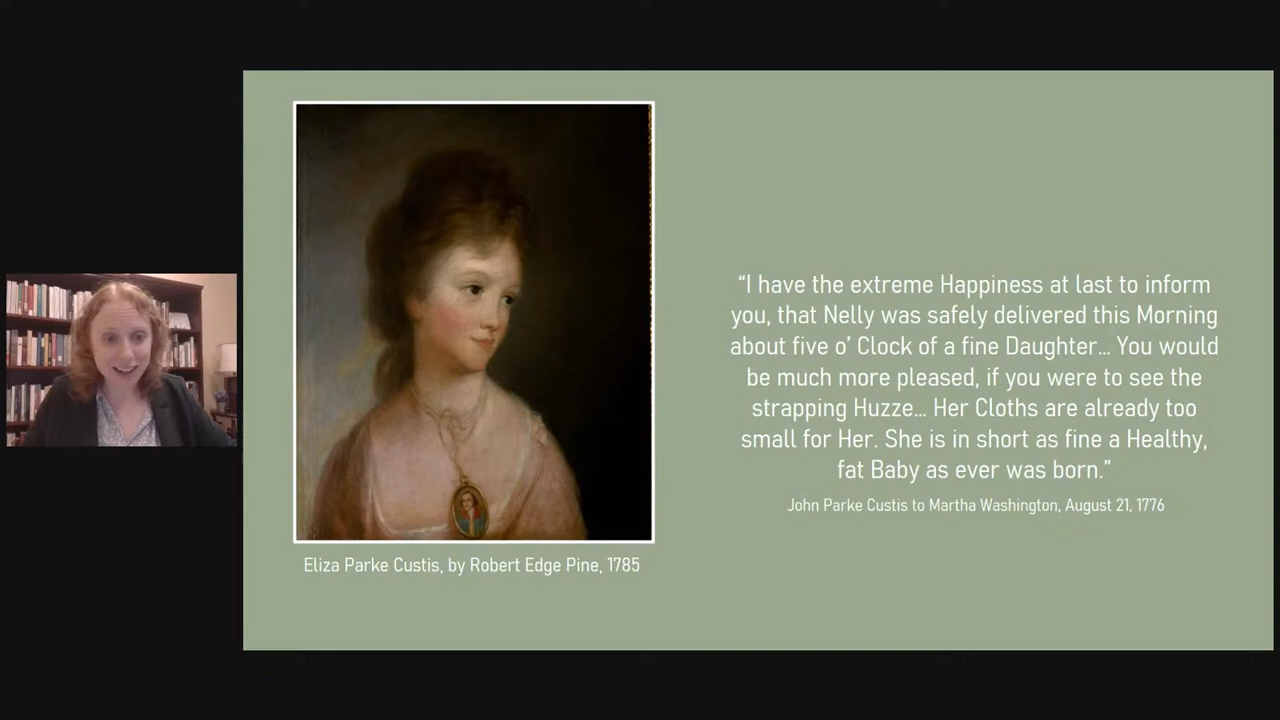 “I have the extreme Happiness at last to inform
you, that Nelly was safely delivered this Morning
about five o’ Clock of a fine Daughter... You would
be much more pleased, if you were to see the
strapping Huzze... Her Cloths are already too
small for Her. She is in short as fine a Healthy,
fat Baby as ever was born.”
John Parke Custis to Martha Washington, August 21, 1776
Eliza Parke Custis, by Robert Edge Pine, 1785